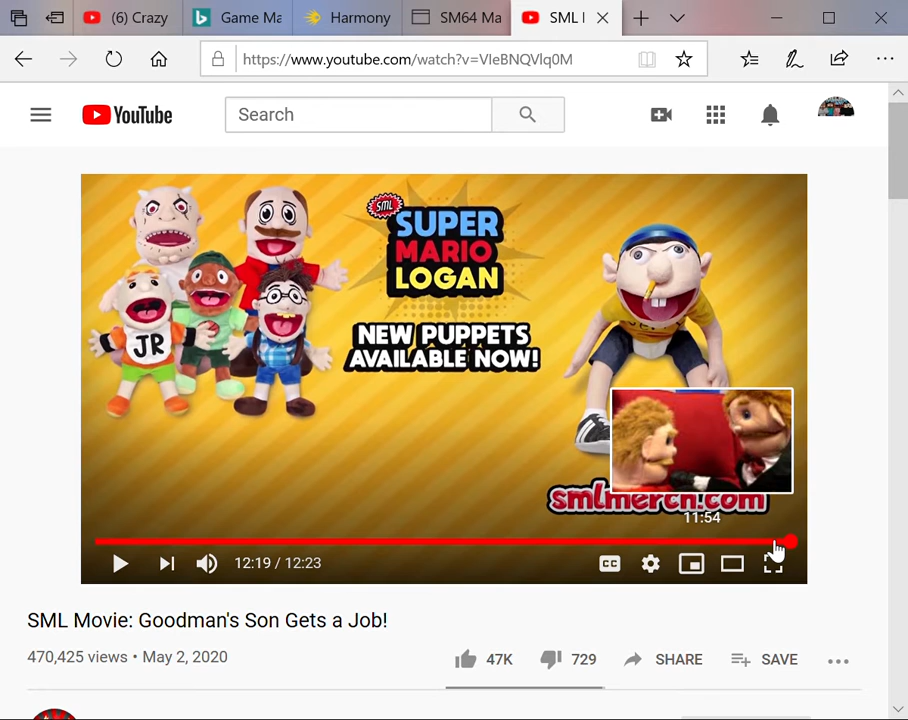 (6) Crazy
Game Ma
Harmony
SM64 Ma
SML I
https://www.youtube.com/watch?v=VIeBNQVlq0M
YouTube
Search
SML
SUPER
MARIO
LOGAN
NEW PUPPETS
AVAILABLE NOW!
JR
smlmerch.com
11:54
12:19 / 12:23
CC
SML Movie: Goodman's Son Gets a Job!
470,425 views • May 2, 2020
47K
729
SHARE
SAVE